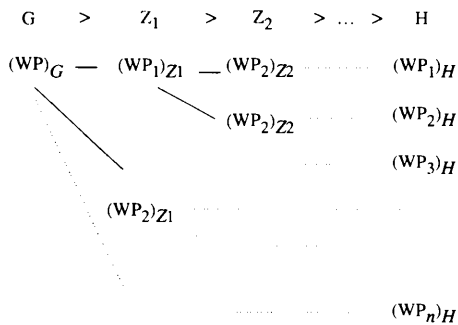 G > Z₁ > Z₂ > ... > H
(WP)G — (WP₁)Z1 — (WP₂)Z2 ........ (WP₁)H
(WP₂)Z2 ..... (WP₂)H
..... (WP₃)H
(WP₂)Z1
..... (WPn)H